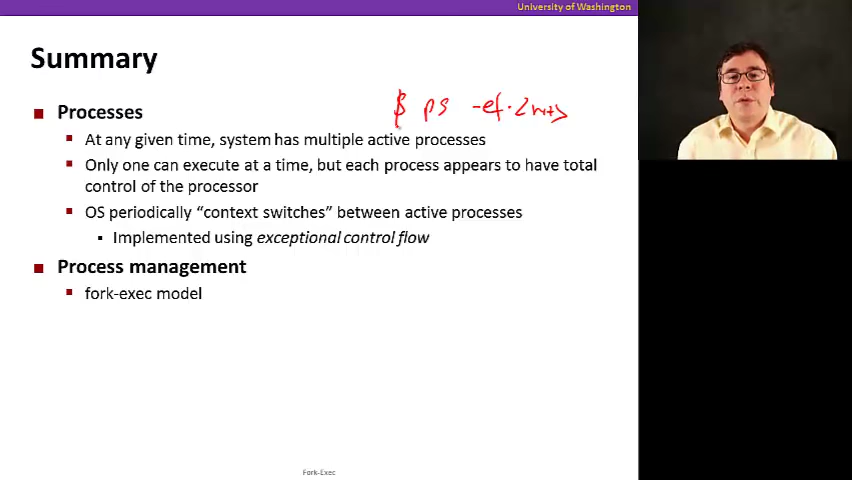 University of Washington
Summary
Processes
$ ps -ef
At any given time, system has multiple active processes
Only one can execute at a time, but each process appears to have total
control of the processor
OS periodically “context switches” between active processes
Implemented using exceptional control flow
Process management
fork-exec model
Fork-Exec